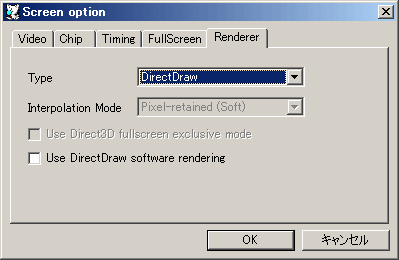 Screen option
Video Chip Timing FullScreen Renderer
Type DirectDraw
Interpolation Mode Pixel-retained (Soft)
Use Direct3D fullscreen exclusive mode
Use DirectDraw software rendering
OK キャンセル